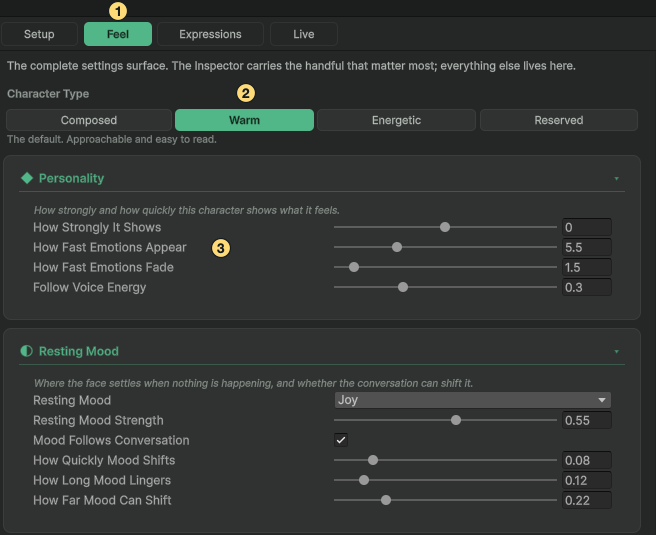 1
Setup Feel Expressions Live
The complete settings surface. The Inspector carries the handful that matter most; everything else lives here.
Character Type
2
Composed Warm Energetic Reserved
The default. Approachable and easy to read.
Personality
How strongly and how quickly this character shows what it feels.
How Strongly It Shows 0
How Fast Emotions Appear 3 5.5
How Fast Emotions Fade 1.5
Follow Voice Energy 0.3
Resting Mood
Where the face settles when nothing is happening, and whether the conversation can shift it.
Resting Mood Joy
Resting Mood Strength 0.55
Mood Follows Conversation
How Quickly Mood Shifts 0.08
How Long Mood Lingers 0.12
How Far Mood Can Shift 0.22